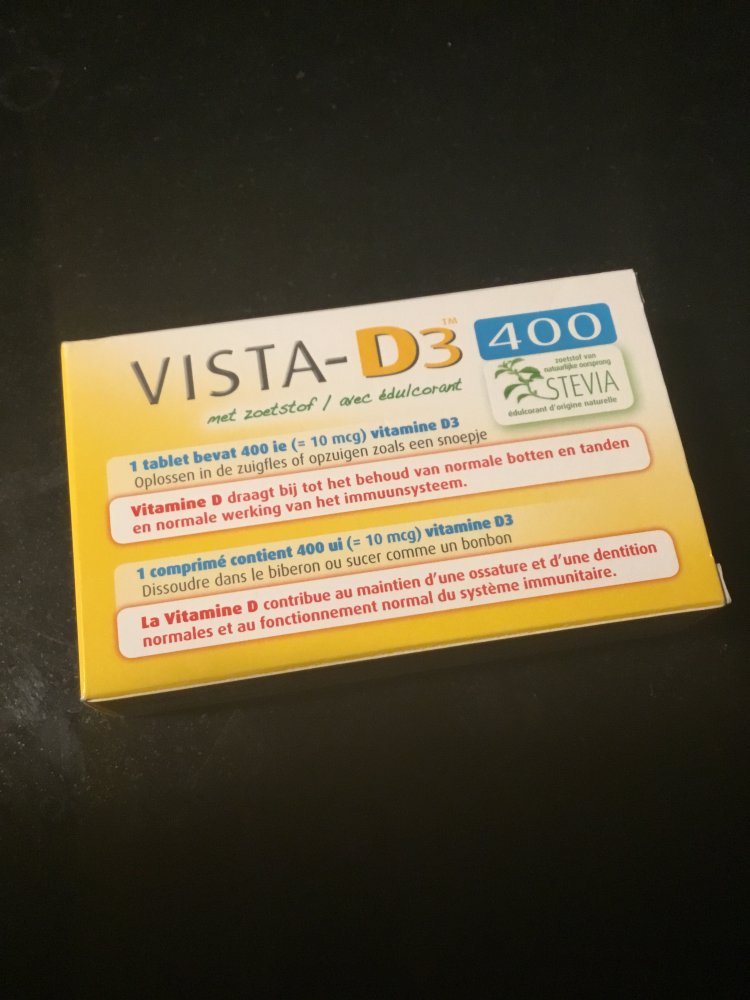 VISTA-D3™ 400
met zoetstof / avec édulcorant
zoetstof van
natuurlijke oorsprong
STEVIA
édulcorant d'origine naturelle
1 tablet bevat 400 ie (= 10 mcg) vitamine D3
Oplossen in de zuigfles of opzuigen zoals een snoepje
Vitamine D draagt bij tot het behoud van normale botten en tanden
en normale werking van het immuunsysteem.
1 comprimé contient 400 ui (= 10 mcg) vitamine D3
Dissoudre dans le biberon ou sucer comme un bonbon
La Vitamine D contribue au maintien d'une ossature et d'une dentition
normales et au fonctionnement normal du système immunitaire.